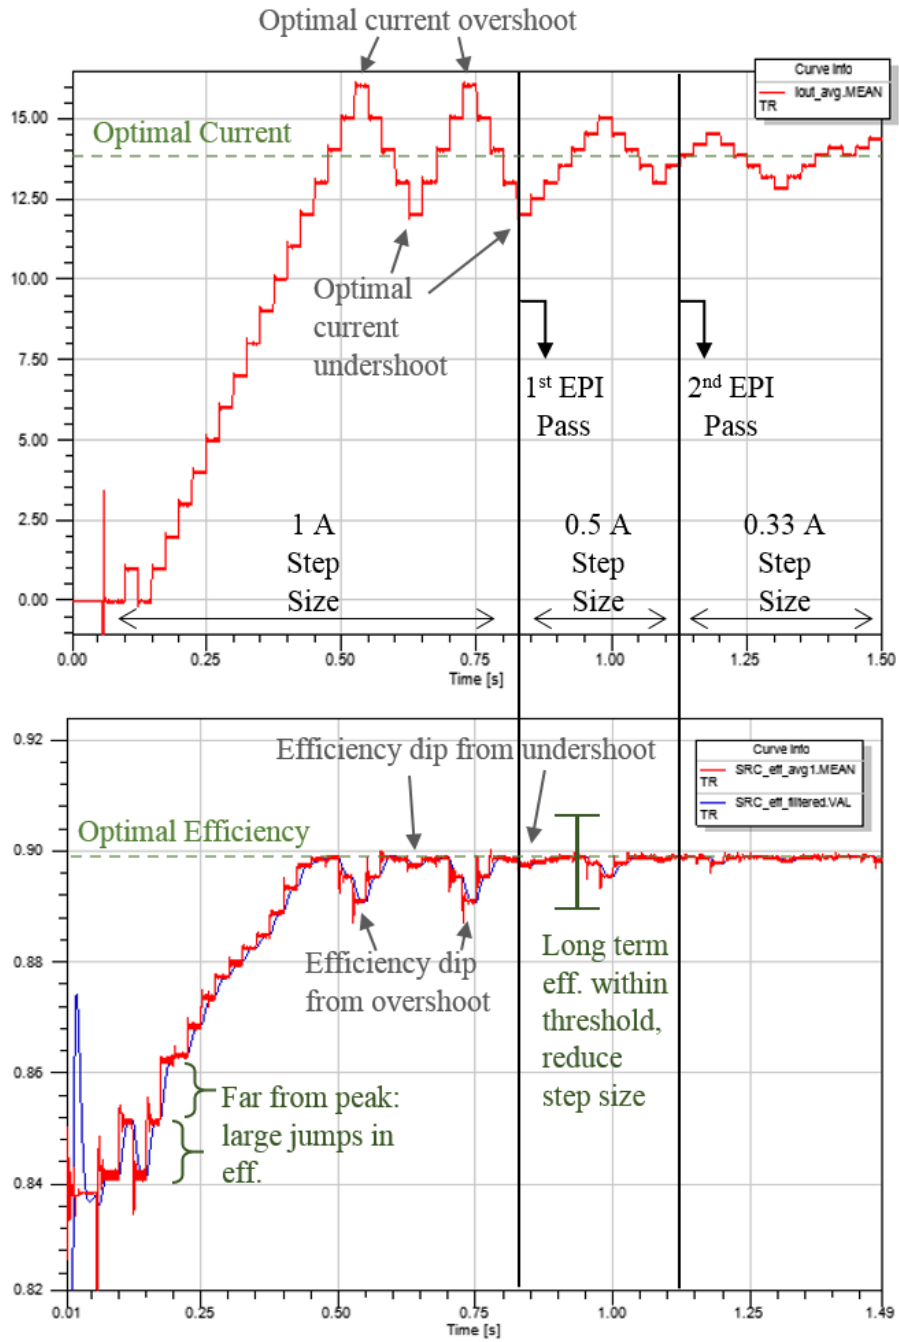 Optimal current overshoot
Curve Info
Iout_avg.MEAN
TR
15.00
Optimal Current
12.50
10.00
Optimal
current
undershoot
7.50
1st EPI
Pass
2nd EPI
Pass
5.00
2.50
1 A
Step
Size
0.5 A
Step
Size
0.33 A
Step
Size
0.00
0.00
0.25
0.50
0.75
1.00
1.25
1.50
Time [s]
0.92
Efficiency dip from undershoot
Curve Info
SRC_eff_avg1.MEAN
TR
SRC_eff_filtered.VAL
TR
Optimal Efficiency
0.90
Efficiency dip
from overshoot
Long term
eff. within
threshold,
reduce
step size
0.88
0.86
Far from peak:
large jumps in
eff.
0.84
0.82
0.01
0.25
0.50
0.75
1.00
1.25
1.49
Time [s]